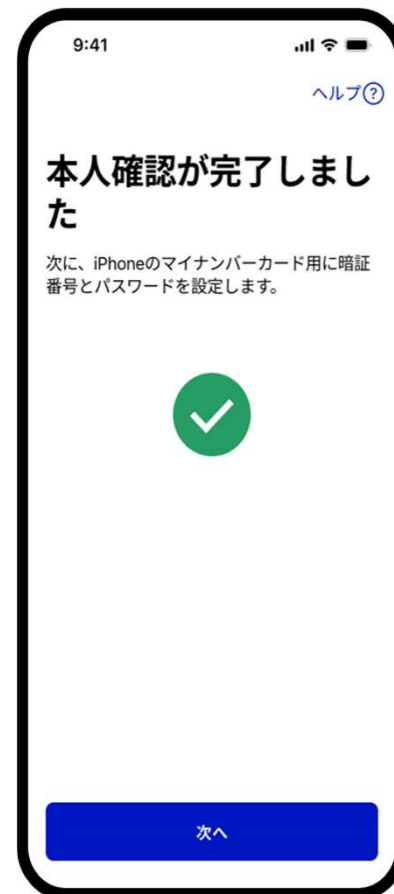 9:41
ヘルプ?
本人確認が完了しまし
た
次に、iPhoneのマイナンバーカード用に暗証
番号とパスワードを設定します。
次へ